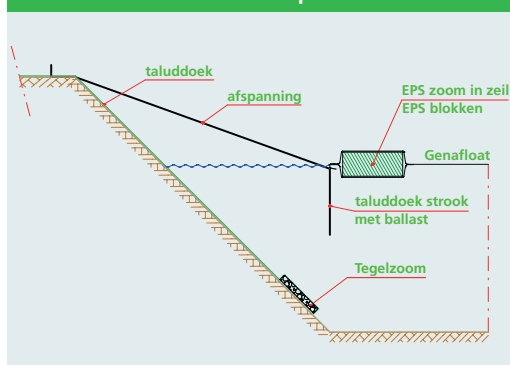 taluddoek
afspanning
EPS zoom in zeil
EPS blokken
Genafloat
taluddoek strook
met ballast
Tegelzoom